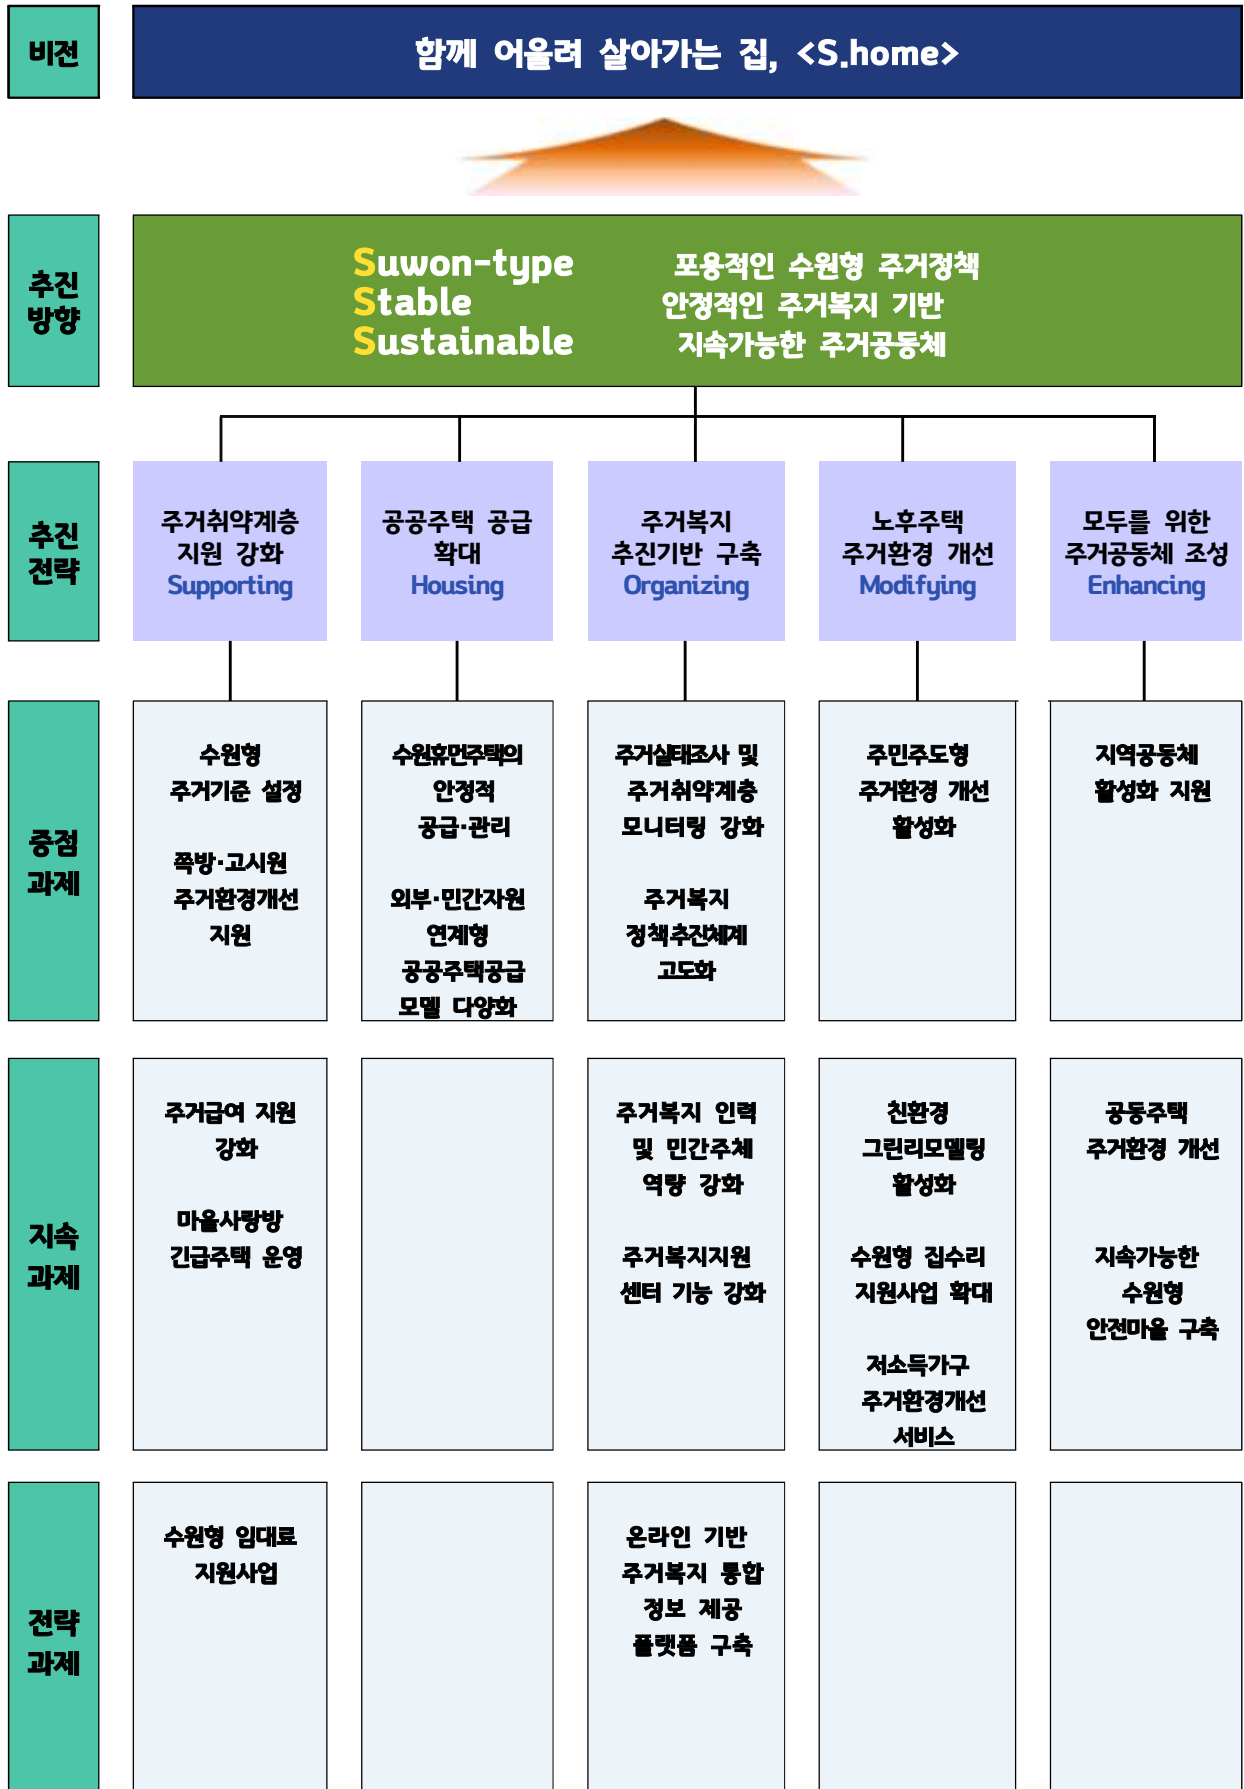 비전
함께 어울려 살아가는 집, <S.home>
추진
방향
Suwon-type 포용적인 수원형 주거정책
Stable 안정적인 주거복지 기반
Sustainable 지속가능한 주거공동체
추진
전략
주거취약계층
지원 강화
Supporting
공공주택 공급
확대
Housing
주거복지
추진기반 구축
Organizing
노후주택
주거환경 개선
Modifying
모두를 위한
주거공동체 조성
Enhancing
중점
과제
수원형
주거기준 설정
쪽방·고시원
주거환경개선
지원
수원휴먼주택의
안정적
공급·관리
외부·민간자원
연계형
공공주택공급
모델 다양화
주거실태조사 및
주거취약계층
모니터링 강화
주거복지
정책추진체계
고도화
주민주도형
주거환경 개선
활성화
지역공동체
활성화 지원
지속
과제
주거급여 지원
강화
마을사랑방
긴급주택 운영
주거복지 인력
및 민간주체
역량 강화
주거복지지원
센터 기능 강화
친환경
그린리모델링
활성화
수원형 집수리
지원사업 확대
저소득가구
주거환경개선
서비스
공동주택
주거환경 개선
지속가능한
수원형
안전마을 구축
전략
과제
수원형 임대료
지원사업
온라인 기반
주거복지 통합
정보 제공
플랫폼 구축